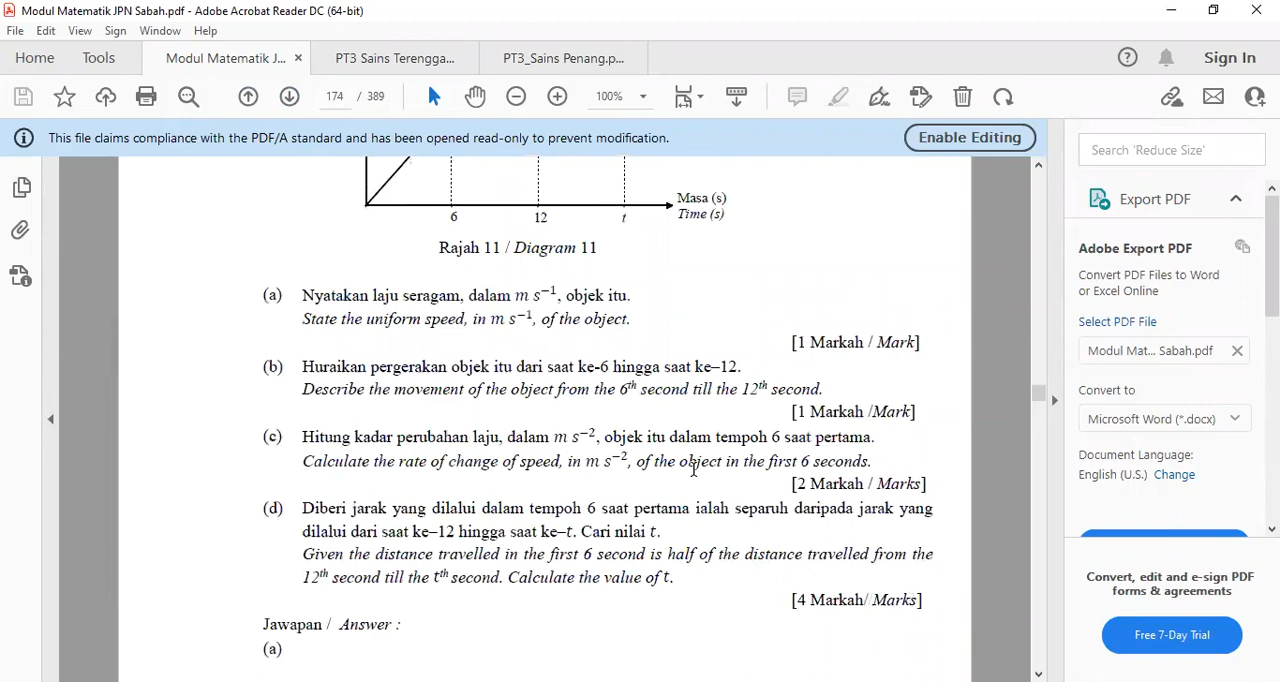 Modul Matematik JPN Sabah.pdf - Adobe Acrobat Reader DC (64-bit)
File Edit View Sign Window Help
Home Tools Modul Matematik J... × PT3 Sains Terengga... PT3_Sains Penang.p... Sign In
174 / 389 100%
This file claims compliance with the PDF/A standard and has been opened read-only to prevent modification. Enable Editing
Masa (s)
Time (s)
6 12 t
Rajah 11 / Diagram 11
(a) Nyatakan laju seragam, dalam m s⁻¹, objek itu.
State the uniform speed, in m s⁻¹, of the object.
[1 Markah / Mark]
(b) Huraikan pergerakan objek itu dari saat ke-6 hingga saat ke–12.
Describe the movement of the object from the 6th second till the 12th second.
[1 Markah /Mark]
(c) Hitung kadar perubahan laju, dalam m s⁻², objek itu dalam tempoh 6 saat pertama.
Calculate the rate of change of speed, in m s⁻², of the object in the first 6 seconds.
[2 Markah / Marks]
(d) Diberi jarak yang dilalui dalam tempoh 6 saat pertama ialah separuh daripada jarak yang
dilalui dari saat ke–12 hingga saat ke–t. Cari nilai t.
Given the distance travelled in the first 6 second is half of the distance travelled from the
12th second till the tth second. Calculate the value of t.
[4 Markah/ Marks]
Jawapan / Answer :
(a)
Search 'Reduce Size'
Export PDF
Adobe Export PDF
Convert PDF Files to Word
or Excel Online
Select PDF File
Modul Mat... Sabah.pdf
Convert to
Microsoft Word (*.docx)
Document Language:
English (U.S.) Change
Convert, edit and e-sign PDF
forms & agreements
Free 7-Day Trial